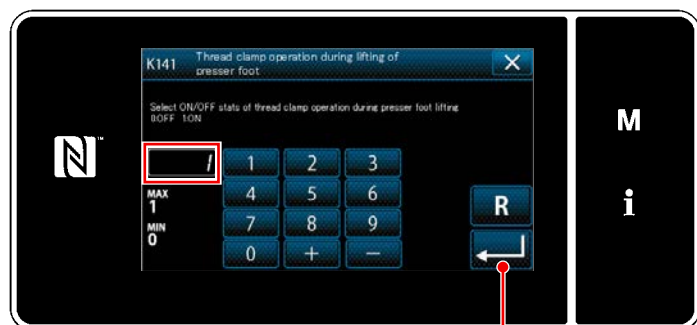 K141 Thread clamp operation during lifting of
presser foot
Select ON/OFF stats of thread clamp operation during presser foot lifting
0:OFF 1:ON
1
1 2 3
MAX
1
4 5 6
MIN
0
7 8 9
0 + −
R
M
i
N